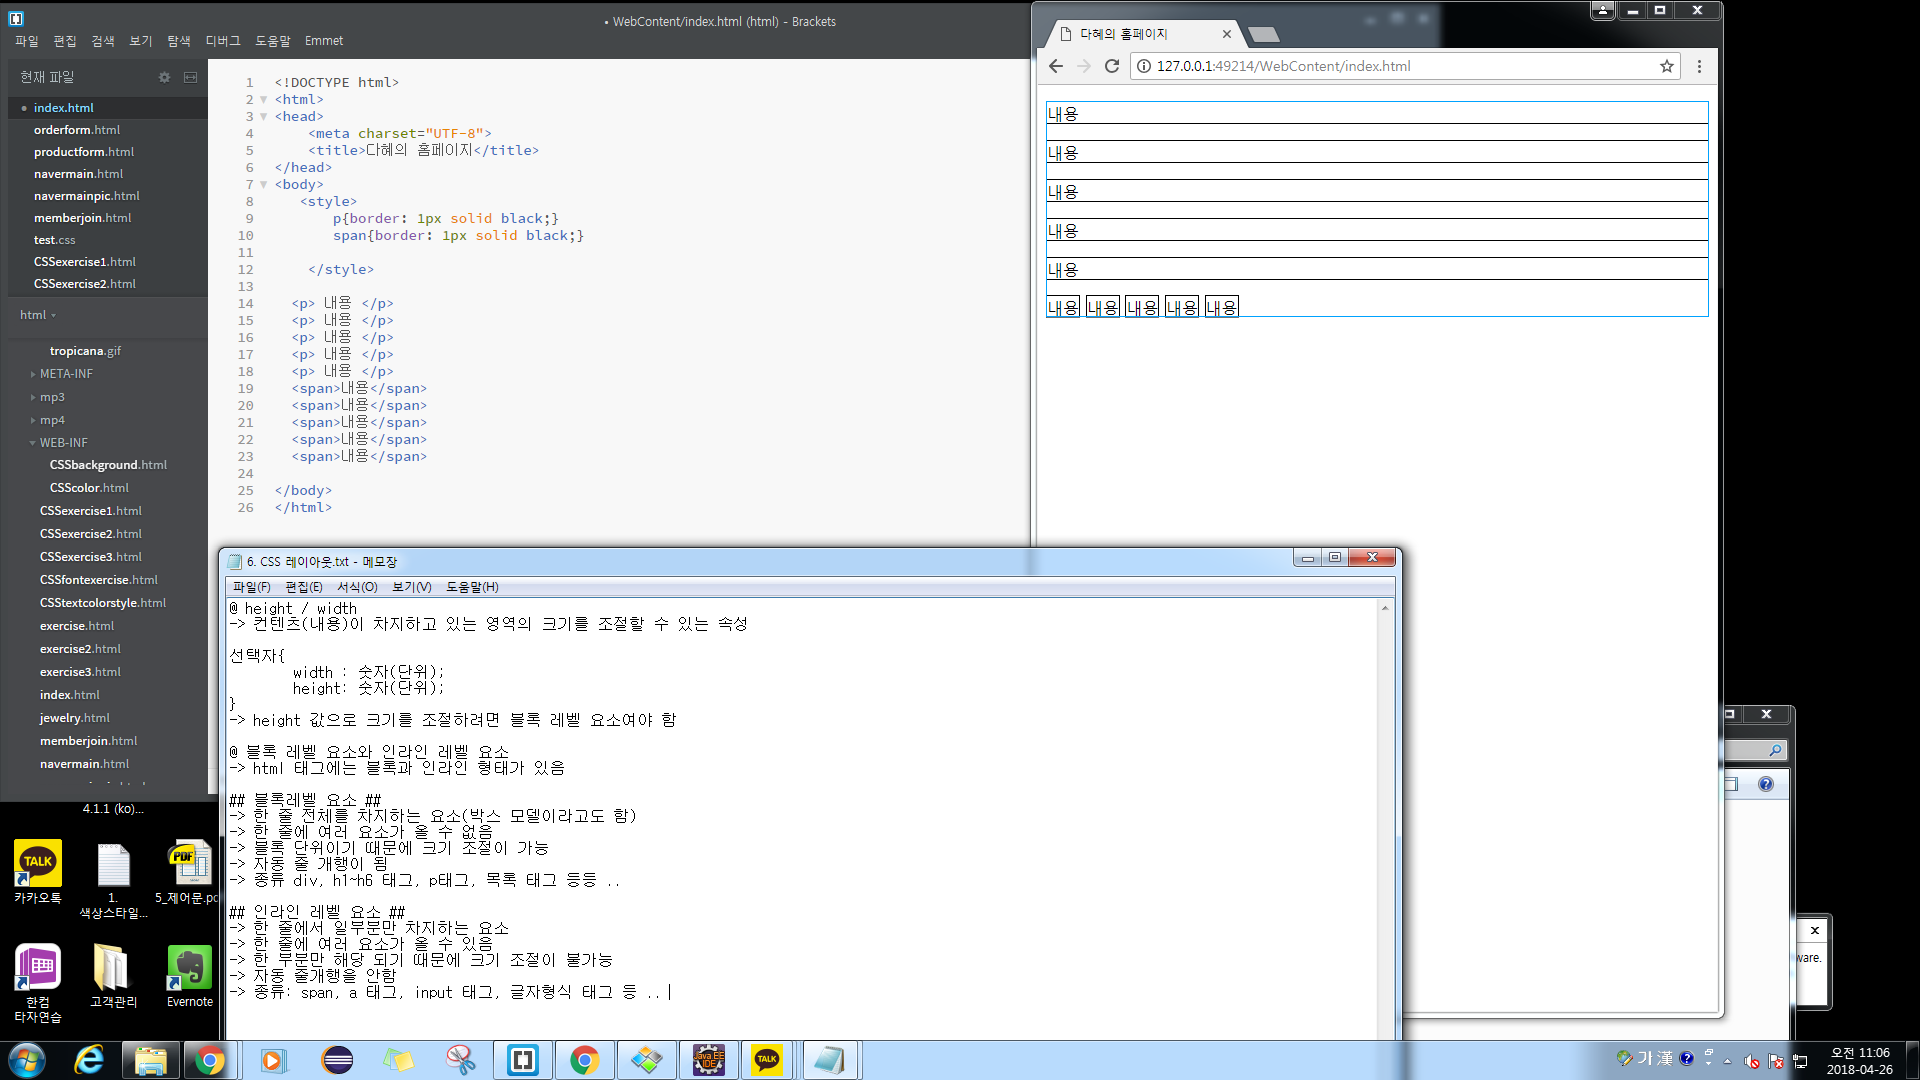 • WebContent/index.html (html) - Brackets
파일 편집 검색 보기 탐색 디버그 도움말 Emmet
현재 파일
index.html
orderform.html
productform.html
navermain.html
navermainpic.html
memberjoin.html
test.css
CSSexercise1.html
CSSexercise2.html
html
tropicana.gif
META-INF
mp3
mp4
WEB-INF
CSSbackground.html
CSScolor.html
CSSexercise1.html
CSSexercise2.html
CSSexercise3.html
CSSfontexercise.html
CSStextcolorstyle.html
exercise.html
exercise2.html
exercise3.html
index.html
jewelry.html
memberjoin.html
navermain.html
1 <!DOCTYPE html>
2 <html>
3 <head>
4 <meta charset="UTF-8">
5 <title>다혜의 홈페이지</title>
6 </head>
7 <body>
8 <style>
9 p{border: 1px solid black;}
10 span{border: 1px solid black;}
11
12 </style>
13
14 <p> 내용 </p>
15 <p> 내용 </p>
16 <p> 내용 </p>
17 <p> 내용 </p>
18 <p> 내용 </p>
19 <span>내용</span>
20 <span>내용</span>
21 <span>내용</span>
22 <span>내용</span>
23 <span>내용</span>
24
25 </body>
26 </html>
다혜의 홈페이지
127.0.0.1:49214/WebContent/index.html
내용
내용
내용
내용
내용
내용 내용 내용 내용 내용
6. CSS 레이아웃.txt - 메모장
파일(F) 편집(E) 서식(O) 보기(V) 도움말(H)
@ height / width
-> 컨텐츠(내용)이 차지하고 있는 영역의 크기를 조절할 수 있는 속성
선택자{
width : 숫자(단위);
height: 숫자(단위);
}
-> height 값으로 크기를 조절하려면 블록 레벨 요소여야 함
@ 블록 레벨 요소와 인라인 레벨 요소
-> html 태그에는 블록과 인라인 형태가 있음
## 블록레벨 요소 ##
-> 한 줄 전체를 차지하는 요소(박스 모델이라고도 함)
-> 한 줄에 여러 요소가 올 수 없음
-> 블록 단위이기 때문에 크기 조절이 가능
-> 자동 줄 개행이 됨
-> 종류 div, h1~h6 태그, p태그, 목록 태그 등등 ..
## 인라인 레벨 요소 ##
-> 한 줄에서 일부분만 차지하는 요소
-> 한 줄에 여러 요소가 올 수 있음
-> 한 부분만 해당 되기 때문에 크기 조절이 불가능
-> 자동 줄개행을 안함
-> 종류: span, a 태그, input 태그, 글자형식 태그 등 ..
4.1.1 (ko)...
TALK
카카오톡
1.
색상스타일...
PDF
5_제어문.pd
한컴
타자연습
고객관리
Evernote
ware.
Java EE
IDE
TALK
가 漢
오전 11:06
2018-04-26